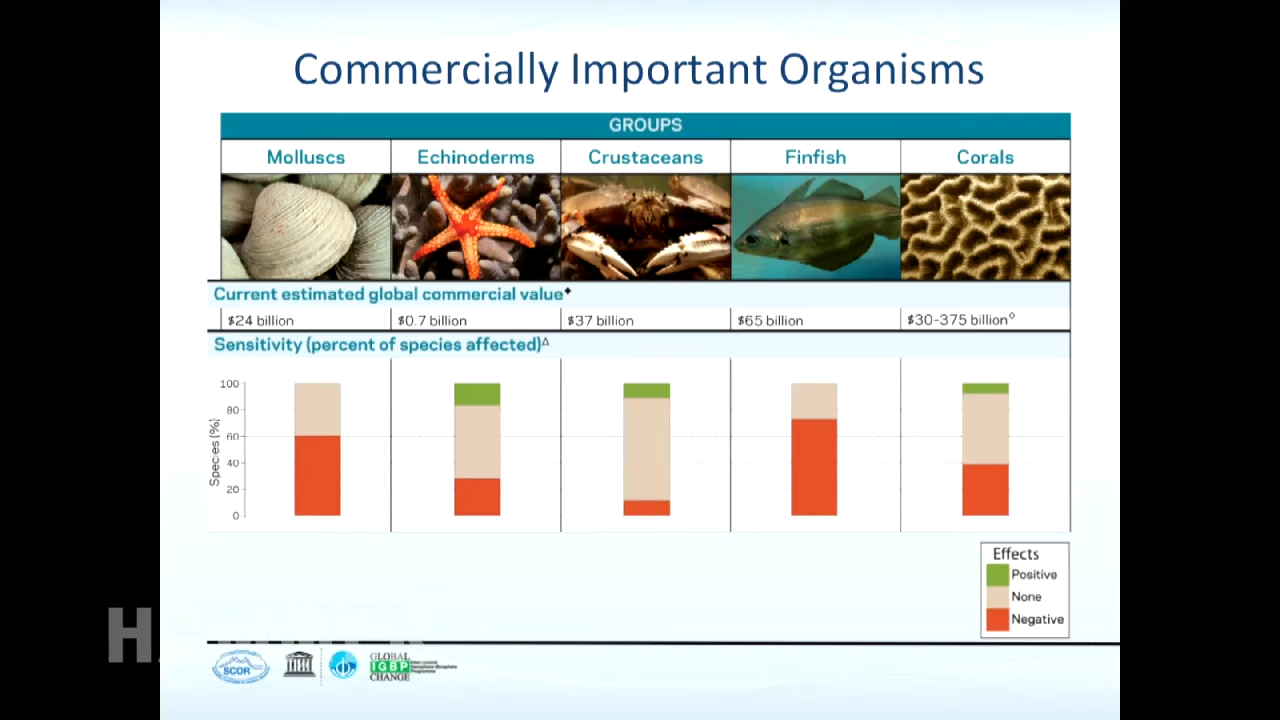 Commercially Important Organisms
GROUPS
Molluscs Echinoderms Crustaceans Finfish Corals
Current estimated global commercial value◆
$24 billion $0.7 billion $37 billion $65 billion $30-375 billion◇
Sensitivity (percent of species affected)△
Species (%)
100
80
60
40
20
0
Effects
Positive
None
Negative
SCOR
GLOBAL
IGBP
CHANGE